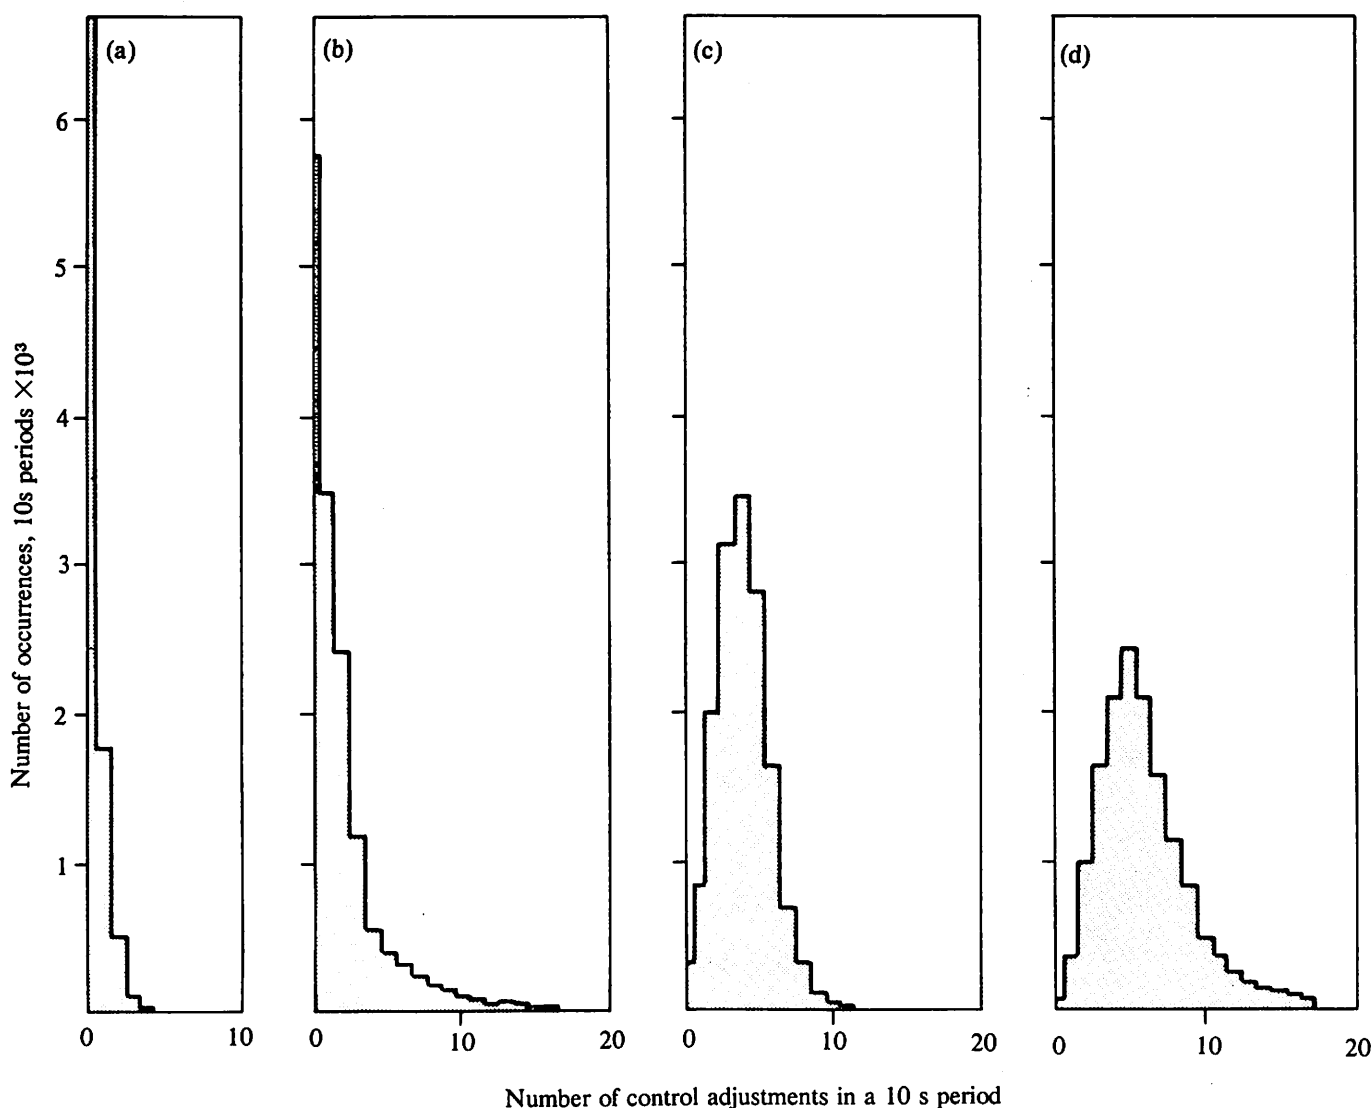 (a)
(b)
(c)
(d)
6
5
4
3
2
1
Number of occurrences, 10s periods ×10³
0 10
0 10 20
0 10 20
0 10 20
Number of control adjustments in a 10 s period